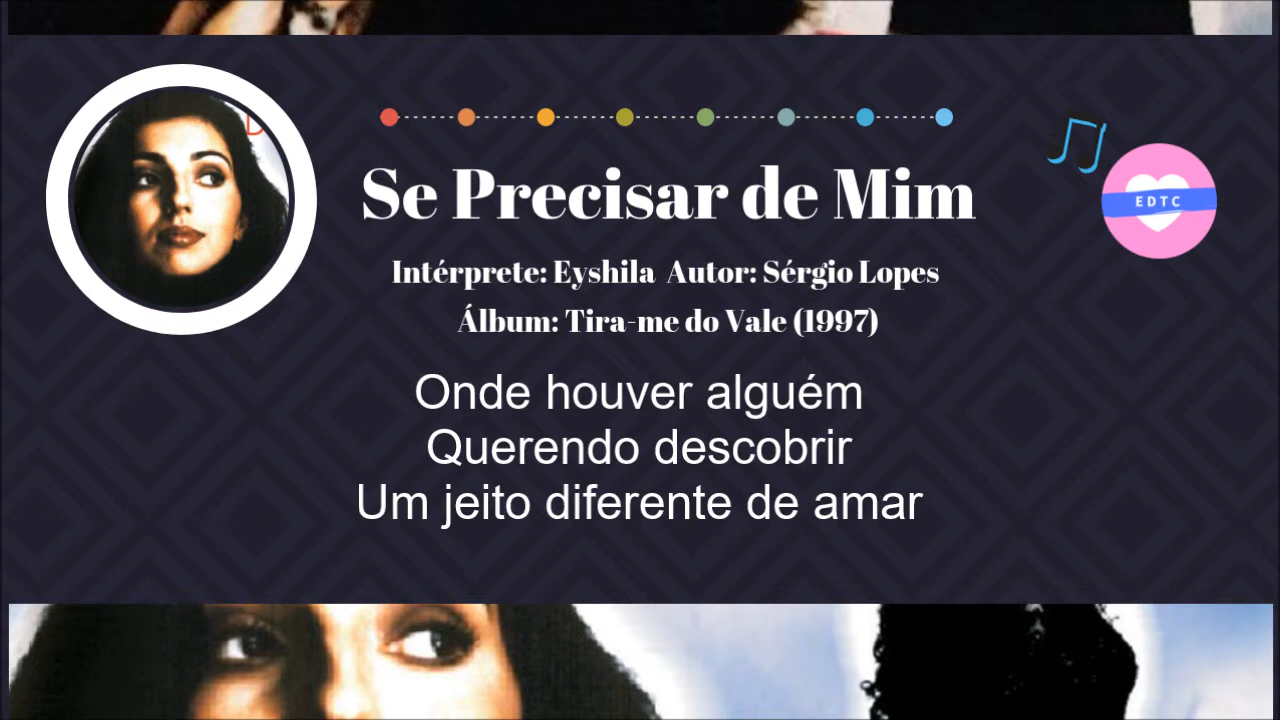 Se Precisar de Mim
EDTC
Intérprete: Eyshila Autor: Sérgio Lopes
Álbum: Tira-me do Vale (1997)
Onde houver alguém
Querendo descobrir
Um jeito diferente de amar